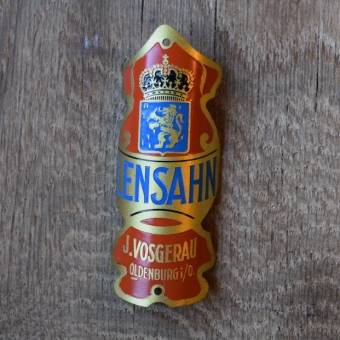 LENSAHN
J. VOSGERAU
OLDENBURG i/O.